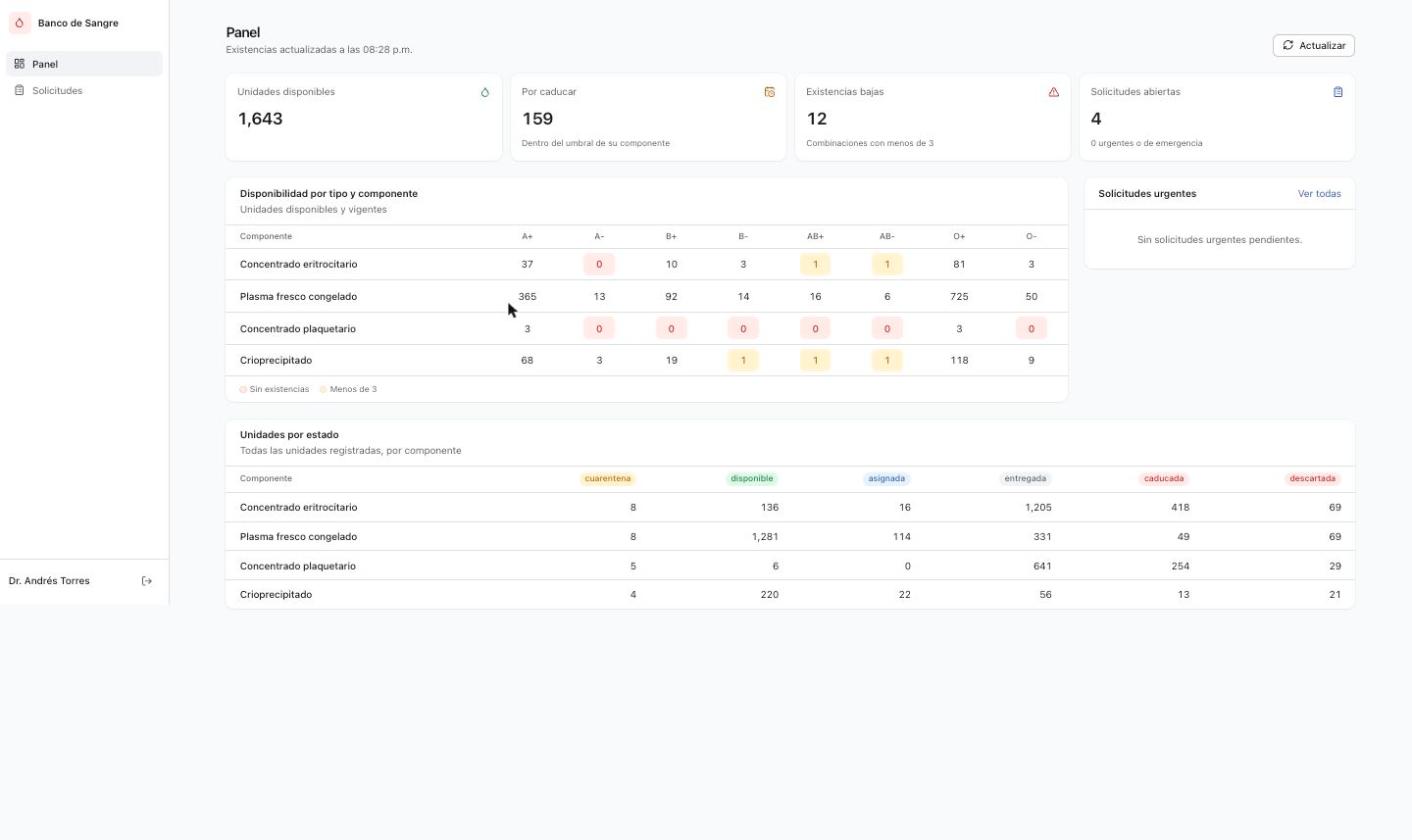 Banco de Sangre
Panel
Solicitudes
Dr. Andrés Torres
Panel
Existencias actualizadas a las 08:28 p.m.
Actualizar
Unidades disponibles
1,643
Por caducar
159
Dentro del umbral de su componente
Existencias bajas
12
Combinaciones con menos de 3
Solicitudes abiertas
4
0 urgentes o de emergencia
Disponibilidad por tipo y componente
Unidades disponibles y vigentes
Componente A+ A- B+ B- AB+ AB- O+ O-
Concentrado eritrocitario 37 0 10 3 1 1 81 3
Plasma fresco congelado 365 13 92 14 16 6 725 50
Concentrado plaquetario 3 0 0 0 0 0 3 0
Crioprecipitado 68 3 19 1 1 1 118 9
Sin existencias Menos de 3
Solicitudes urgentes Ver todas
Sin solicitudes urgentes pendientes.
Unidades por estado
Todas las unidades registradas, por componente
Componente cuarentena disponible asignada entregada caducada descartada
Concentrado eritrocitario 8 136 16 1,205 418 69
Plasma fresco congelado 8 1,281 114 331 49 69
Concentrado plaquetario 5 6 0 641 254 29
Crioprecipitado 4 220 22 56 13 21